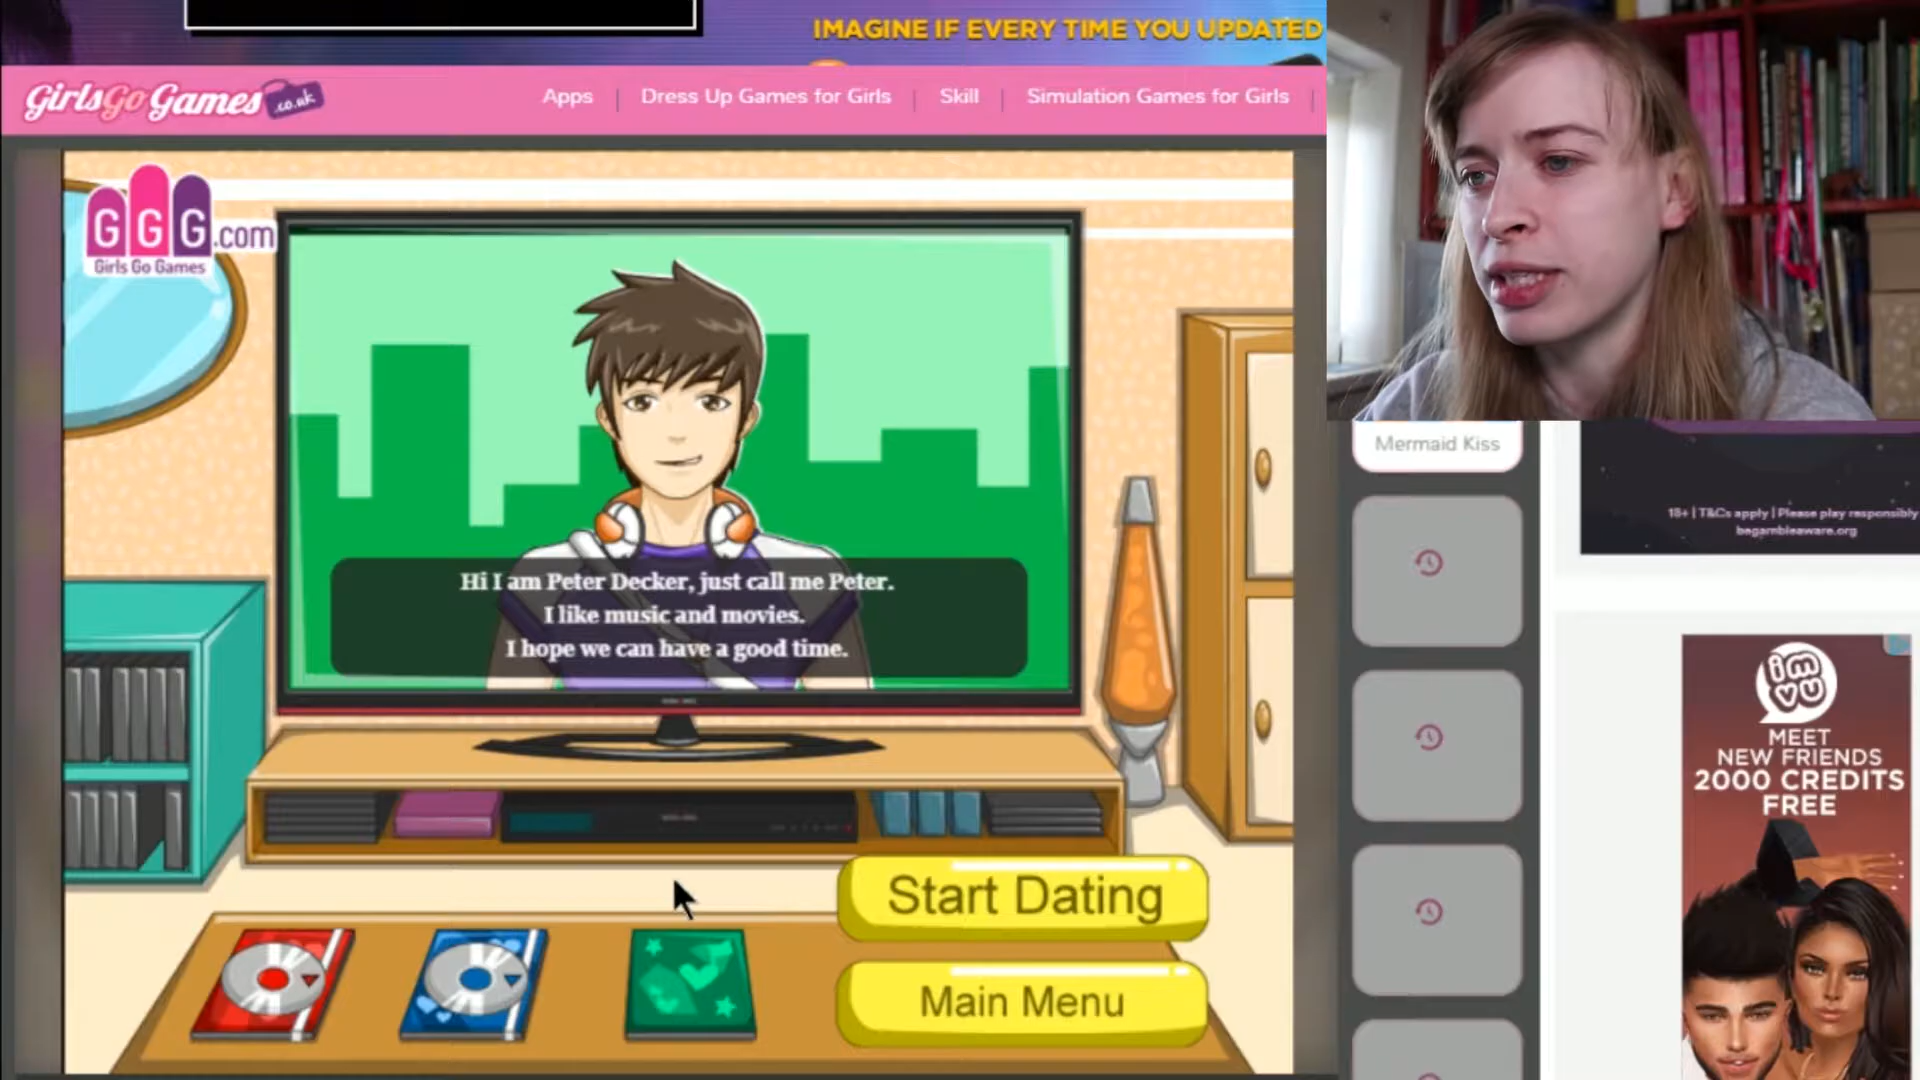 IMAGINE IF EVERY TIME YOU UPDATED
GirlsGoGames.co.uk
Apps | Dress Up Games for Girls | Skill | Simulation Games for Girls |
GGG.com
Girls Go Games
Hi I am Peter Decker, just call me Peter.
I like music and movies.
I hope we can have a good time.
Start Dating
Main Menu
Mermaid Kiss
18+ | T&Cs apply | Please play responsibly
begambleaware.org
imvu
MEET
NEW FRIENDS
2000 CREDITS
FREE